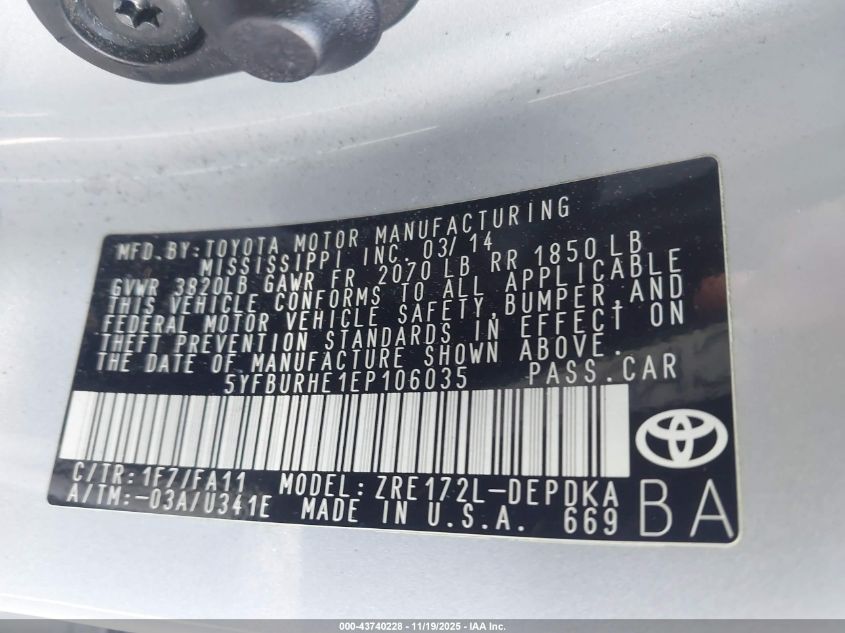 MFD.BY:TOYOTA MOTOR MANUFACTURING
MISSISSIPPI INC. 03/14
GVWR 3820LB GAWR FR 2070 LB RR 1850 LB
THIS VEHICLE CONFORMS TO ALL APPLICABLE
FEDERAL MOTOR VEHICLE SAFETY, BUMPER, AND
THEFT PREVENTION STANDARDS IN EFFECT ON
THE DATE OF MANUFACTURE SHOWN ABOVE.
5YFBURHE1EP106035 PASS.CAR
C/TR:1F7/FA11 MODEL:ZRE172L-DEPDKA
A/TM:-03A/U341E MADE IN U.S.A. 669
BA
000-43740228 - 11/19/2025 - IAA Inc.